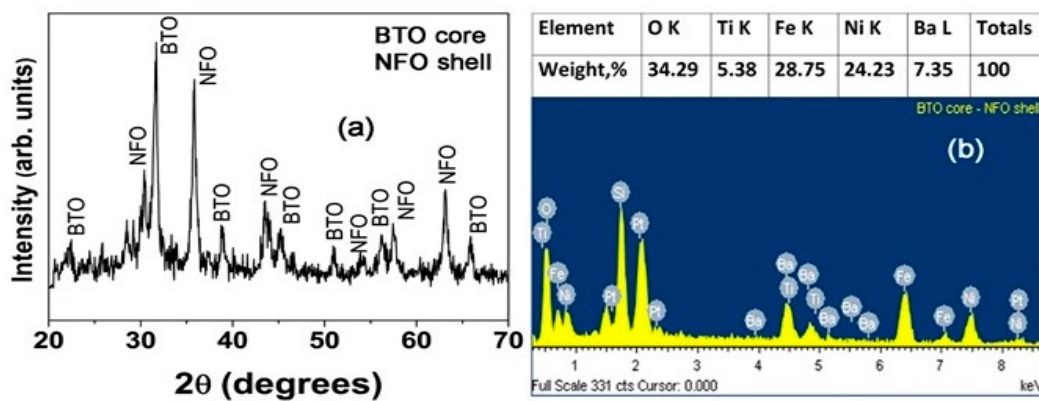 BTO core
NFO shell
(a)
BTO
NFO
BTO
NFO
BTO
NFO
BTO
BTO
NFO
BTO
NFO
NFO
BTO
Intensity (arb. units)
20 30 40 50 60 70
2θ (degrees)
Element O K Ti K Fe K Ni K Ba L Totals
Weight,% 34.29 5.38 28.75 24.23 7.35 100
BTO core - NFO shell
(b)
O
Ti
Fe
Ni
Pt
Si
Pt
Pt
Ba
Ba
Ti
Ba
Ti
Ba
Ba
Ba
Fe
Fe
Ni
Pt
Ni
1 2 3 4 5 6 7 8
Full Scale 331 cts Cursor: 0.000
keV